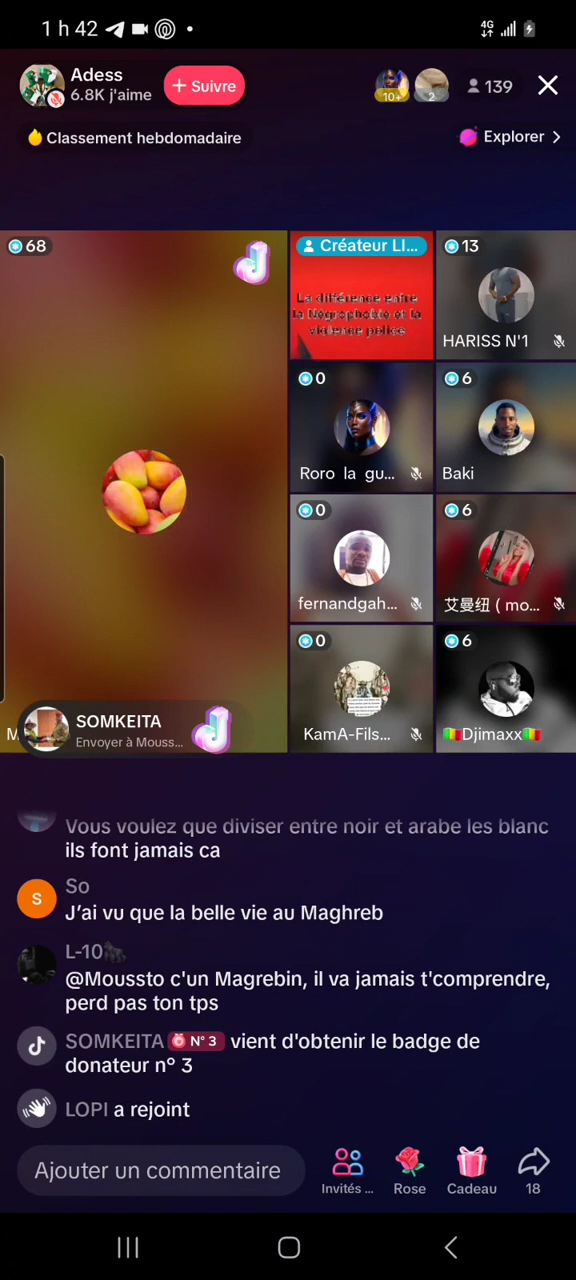 1 h 42
4G
Adess
6.8K j'aime
+ Suivre
10+
2
139
Classement hebdomadaire
Explorer
68
Créateur LI...
La différence entre
la Négrophobie et la
violence police
13
HARISS N'1
0
Roro la gu...
6
Baki
0
fernandgah...
6
艾曼纽 ( mo...
0
KamA-Fils...
6
Djimaxx
M
SOMKEITA
Envoyer à Mouss...
Vous voulez que diviser entre noir et arabe les blanc
ils font jamais ca
S
So
J'ai vu que la belle vie au Maghreb
L-10🦍
@Moussto c'un Magrebin, il va jamais t'comprendre,
perd pas ton tps
SOMKEITA N° 3 vient d'obtenir le badge de
donateur n° 3
LOPI a rejoint
Ajouter un commentaire
Invités ...
Rose
Cadeau
18